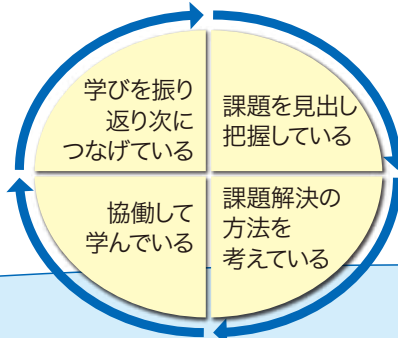 学びを振り
返り次に
つなげている
課題を見出し
把握している
協働して
学んでいる
課題解決の
方法を
考えている